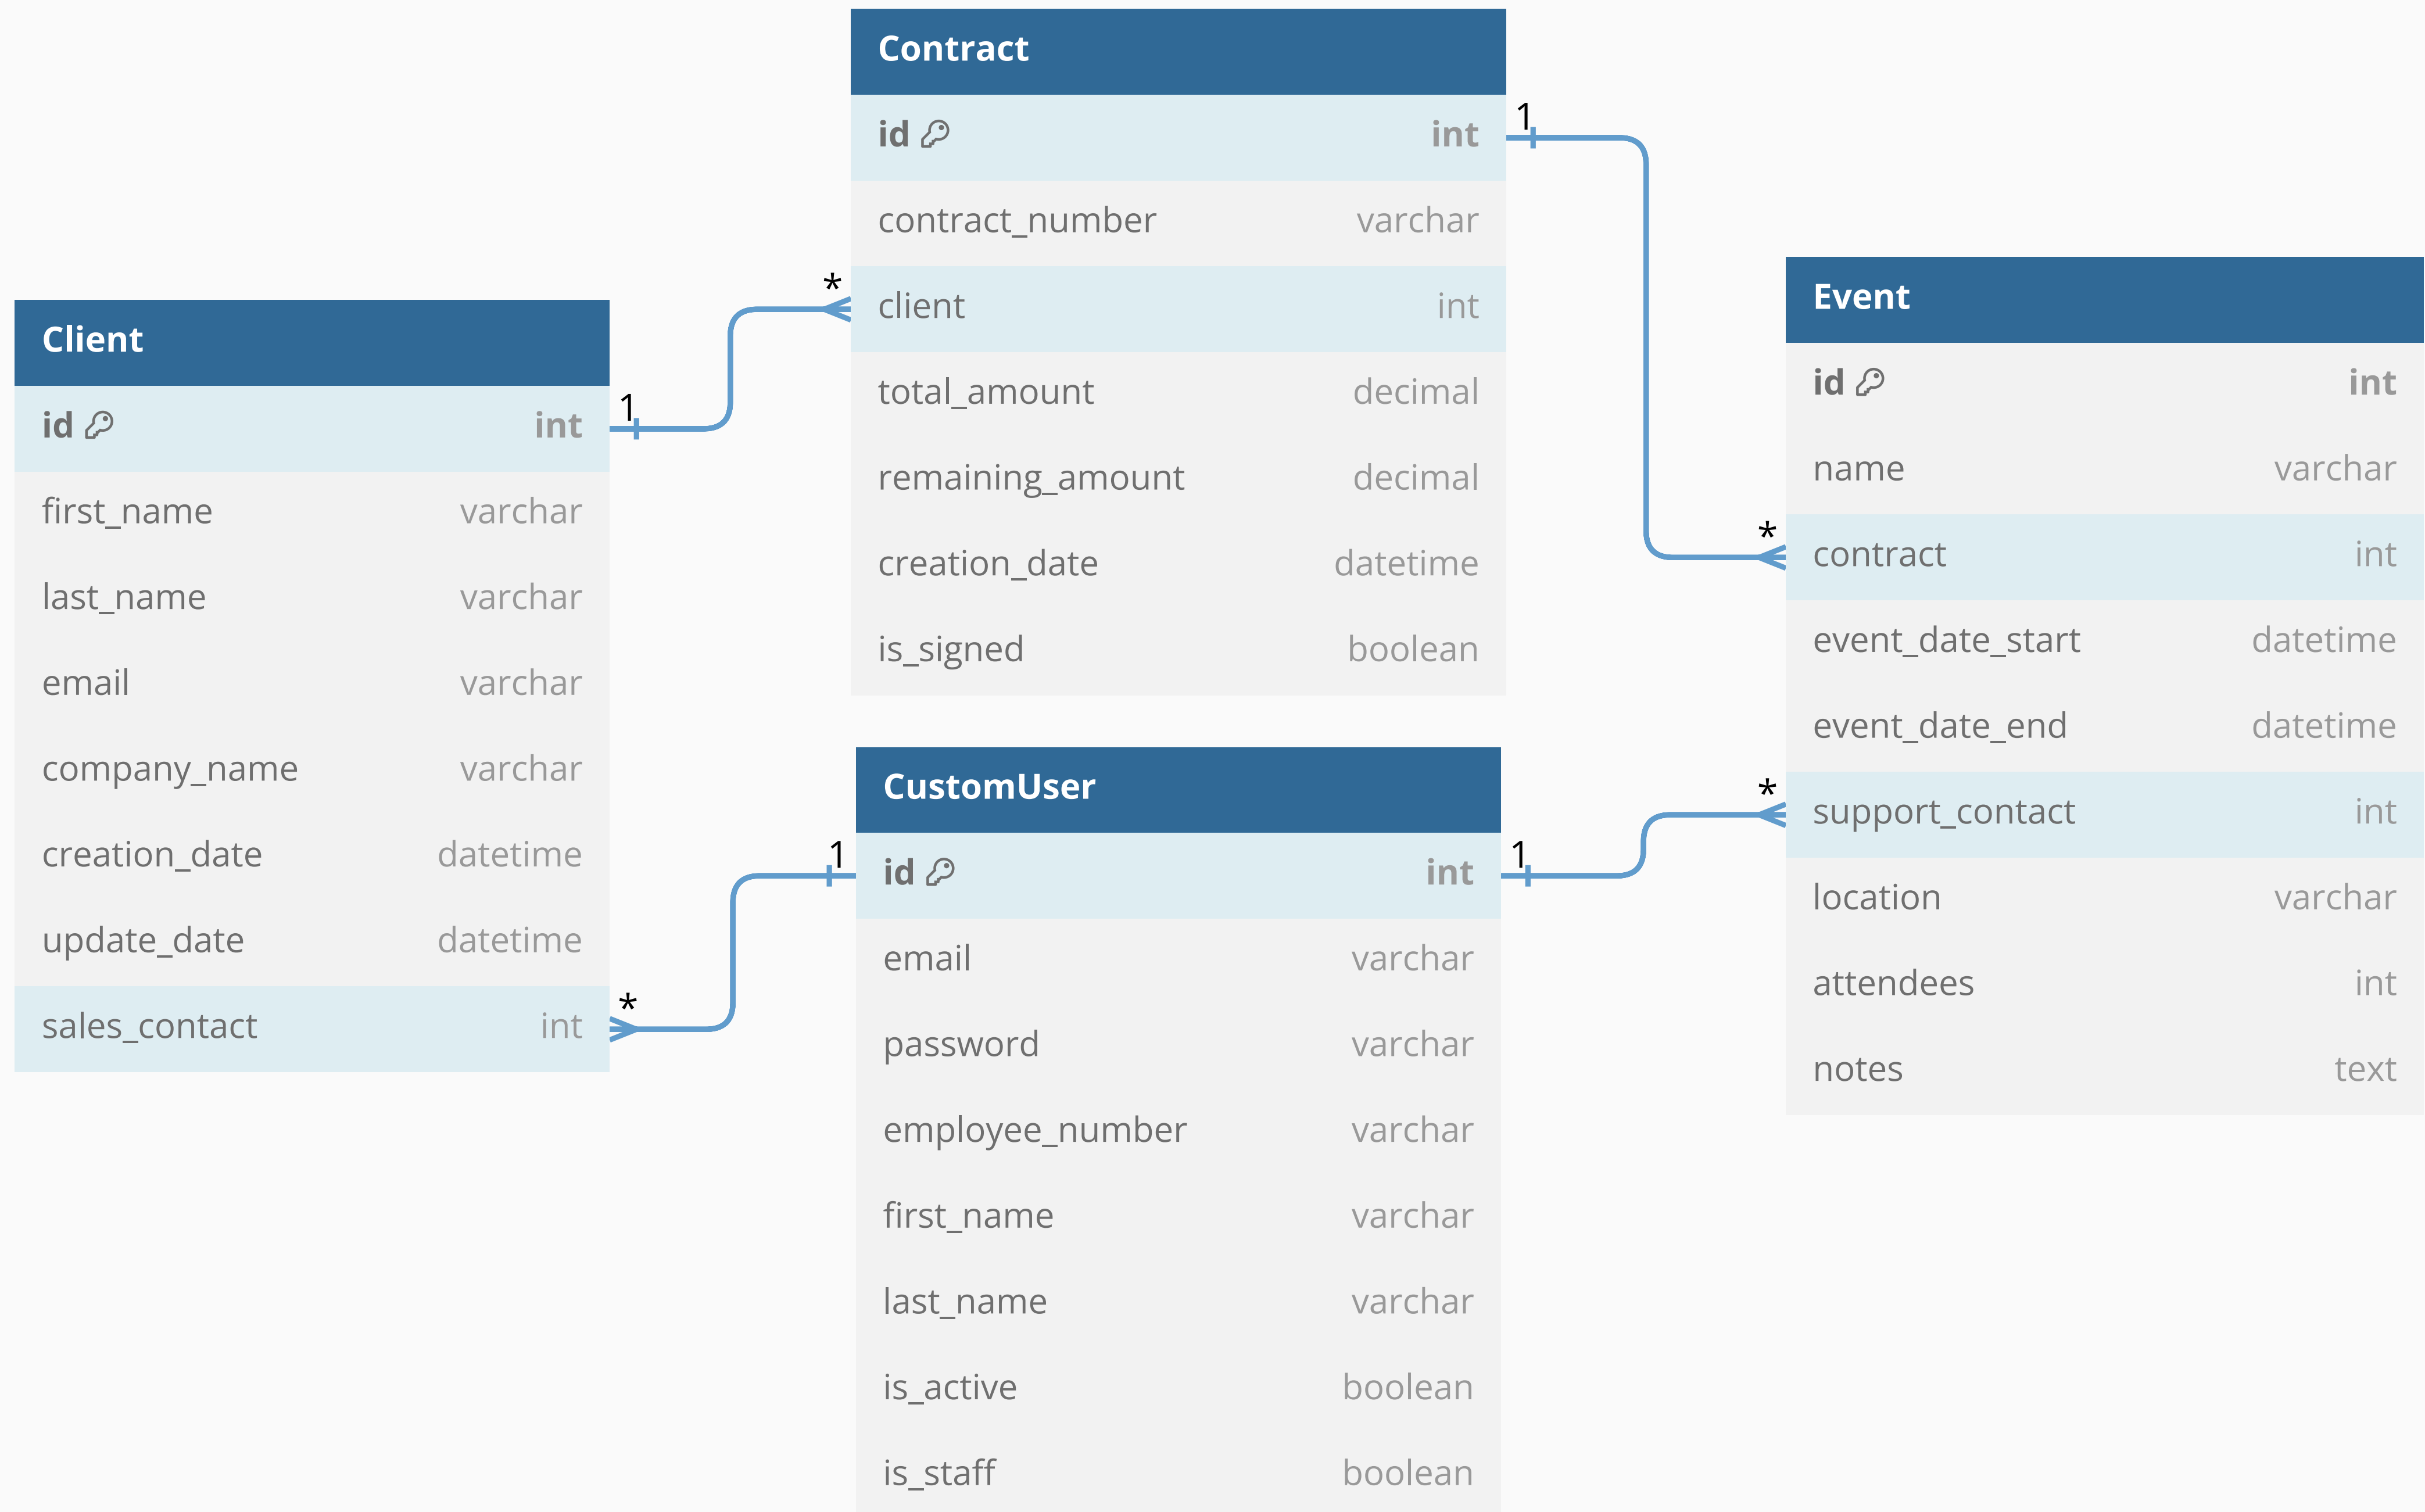 Contract
id int
contract_number varchar
client int
total_amount decimal
remaining_amount decimal
creation_date datetime
is_signed boolean
1
*
Client
id int
first_name varchar
last_name varchar
email varchar
company_name varchar
creation_date datetime
update_date datetime
sales_contact int
1
*
CustomUser
id int
email varchar
password varchar
employee_number varchar
first_name varchar
last_name varchar
is_active boolean
is_staff boolean
1
1
Event
id int
name varchar
contract int
event_date_start datetime
event_date_end datetime
support_contact int
location varchar
attendees int
notes text
*
*